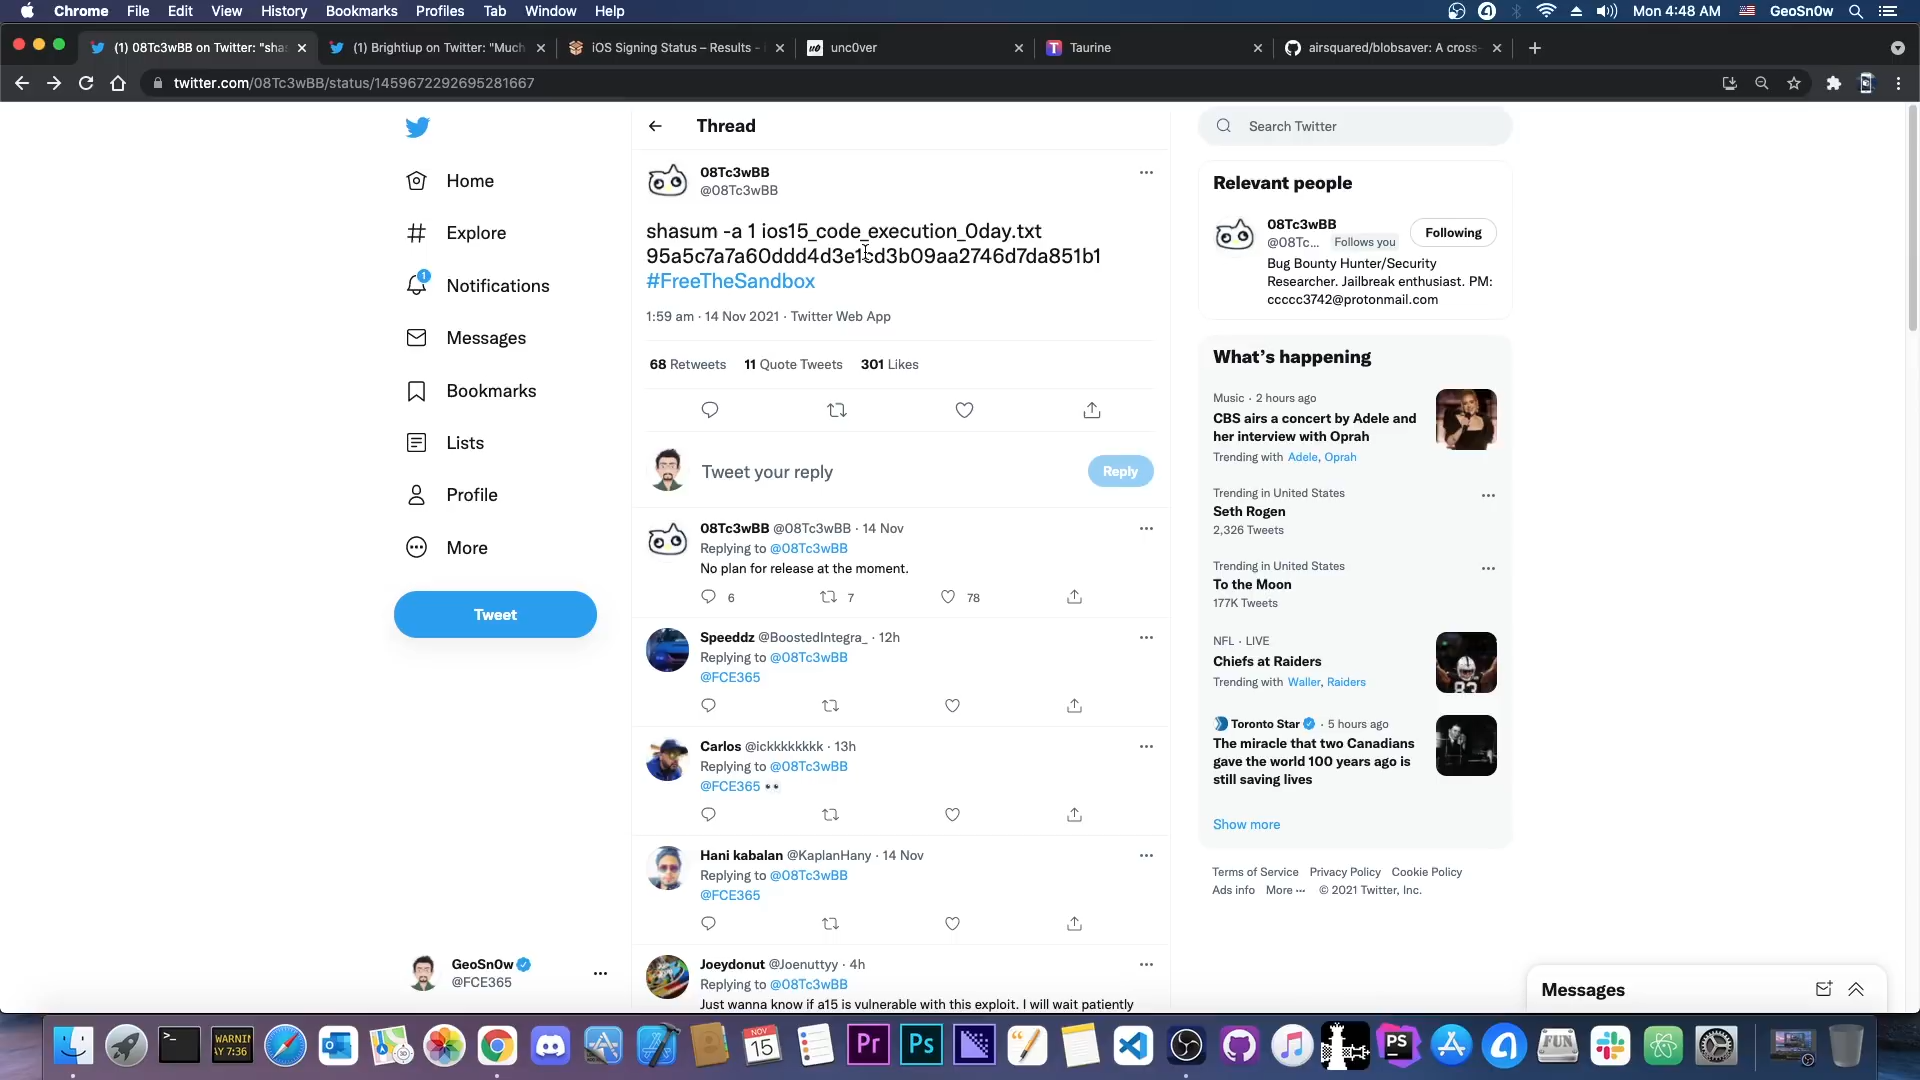 Chrome File Edit View History Bookmarks Profiles Tab Window Help Mon 4:48 AM GeoSn0w
(1) 08Tc3wBB on Twitter: "shas
(1) Brightiup on Twitter: "Much
iOS Signing Status – Results -
unc0ver
Taurine
airsquared/blobsaver: A cross-
twitter.com/08Tc3wBB/status/1459672292695281667
Home
Explore
1
Notifications
Messages
Bookmarks
Lists
Profile
More
Tweet
GeoSn0w
@FCE365
Thread
08Tc3wBB
@08Tc3wBB
shasum -a 1 ios15_code_execution_0day.txt
95a5c7a7a60ddd4d3e1cd3b09aa2746d7da851b1
#FreeTheSandbox
1:59 am · 14 Nov 2021 · Twitter Web App
68 Retweets 11 Quote Tweets 301 Likes
Tweet your reply
Reply
08Tc3wBB @08Tc3wBB · 14 Nov
Replying to @08Tc3wBB
No plan for release at the moment.
6 7 78
Speeddz @BoostedIntegra_ · 12h
Replying to @08Tc3wBB
@FCE365
Carlos @ickkkkkkkk · 13h
Replying to @08Tc3wBB
@FCE365 👀
Hani kabalan @KaplanHany · 14 Nov
Replying to @08Tc3wBB
@FCE365
Joeydonut @Joenuttyy · 4h
Replying to @08Tc3wBB
Just wanna know if a15 is vulnerable with this exploit. I will wait patiently
Search Twitter
Relevant people
08Tc3wBB
@08Tc... Follows you
Following
Bug Bounty Hunter/Security
Researcher. Jailbreak enthusiast. PM:
ccccc3742@protonmail.com
What's happening
Music · 2 hours ago
CBS airs a concert by Adele and
her interview with Oprah
Trending with Adele, Oprah
Trending in United States
Seth Rogen
2,326 Tweets
Trending in United States
To the Moon
177K Tweets
NFL · LIVE
Chiefs at Raiders
Trending with Waller, Raiders
Toronto Star · 5 hours ago
The miracle that two Canadians
gave the world 100 years ago is
still saving lives
Show more
Terms of Service Privacy Policy Cookie Policy
Ads info More ··· © 2021 Twitter, Inc.
Messages
WARNIN
AY 7:36
NOV
15
Pr
Ps
PS
FUN